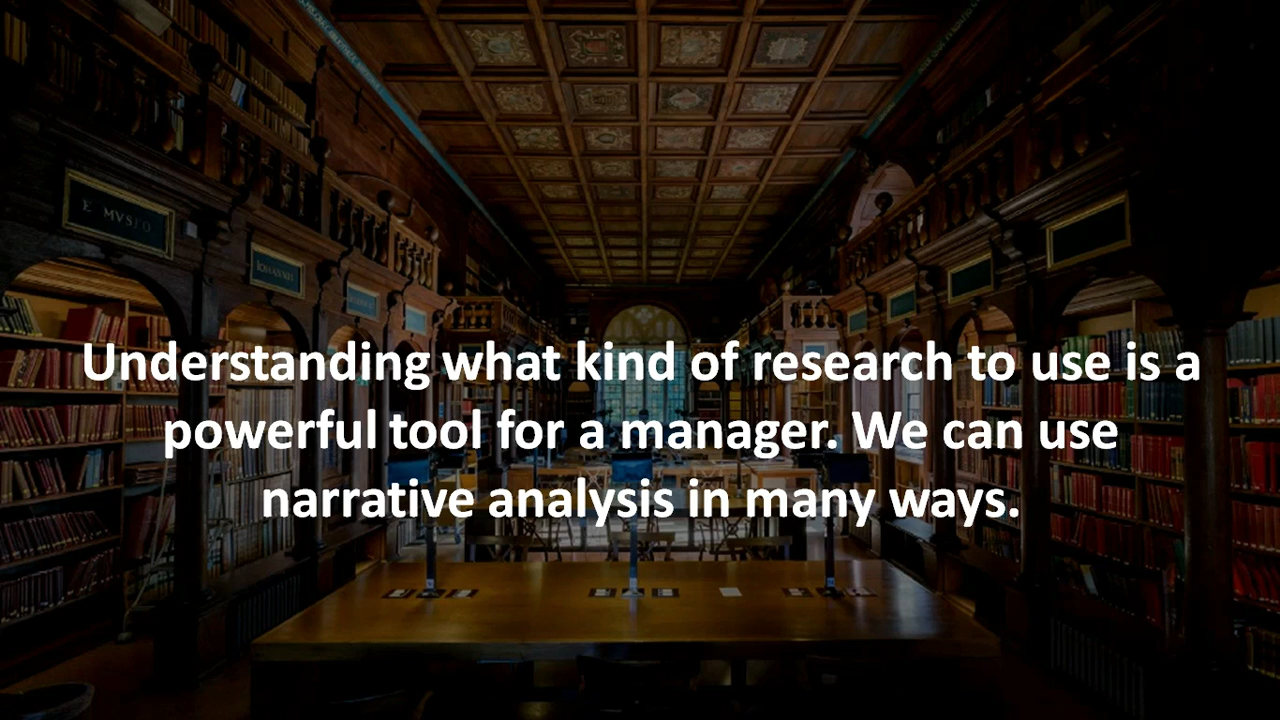 Understanding what kind of research to use is a
powerful tool for a manager. We can use
narrative analysis in many ways.
E MVSÆO